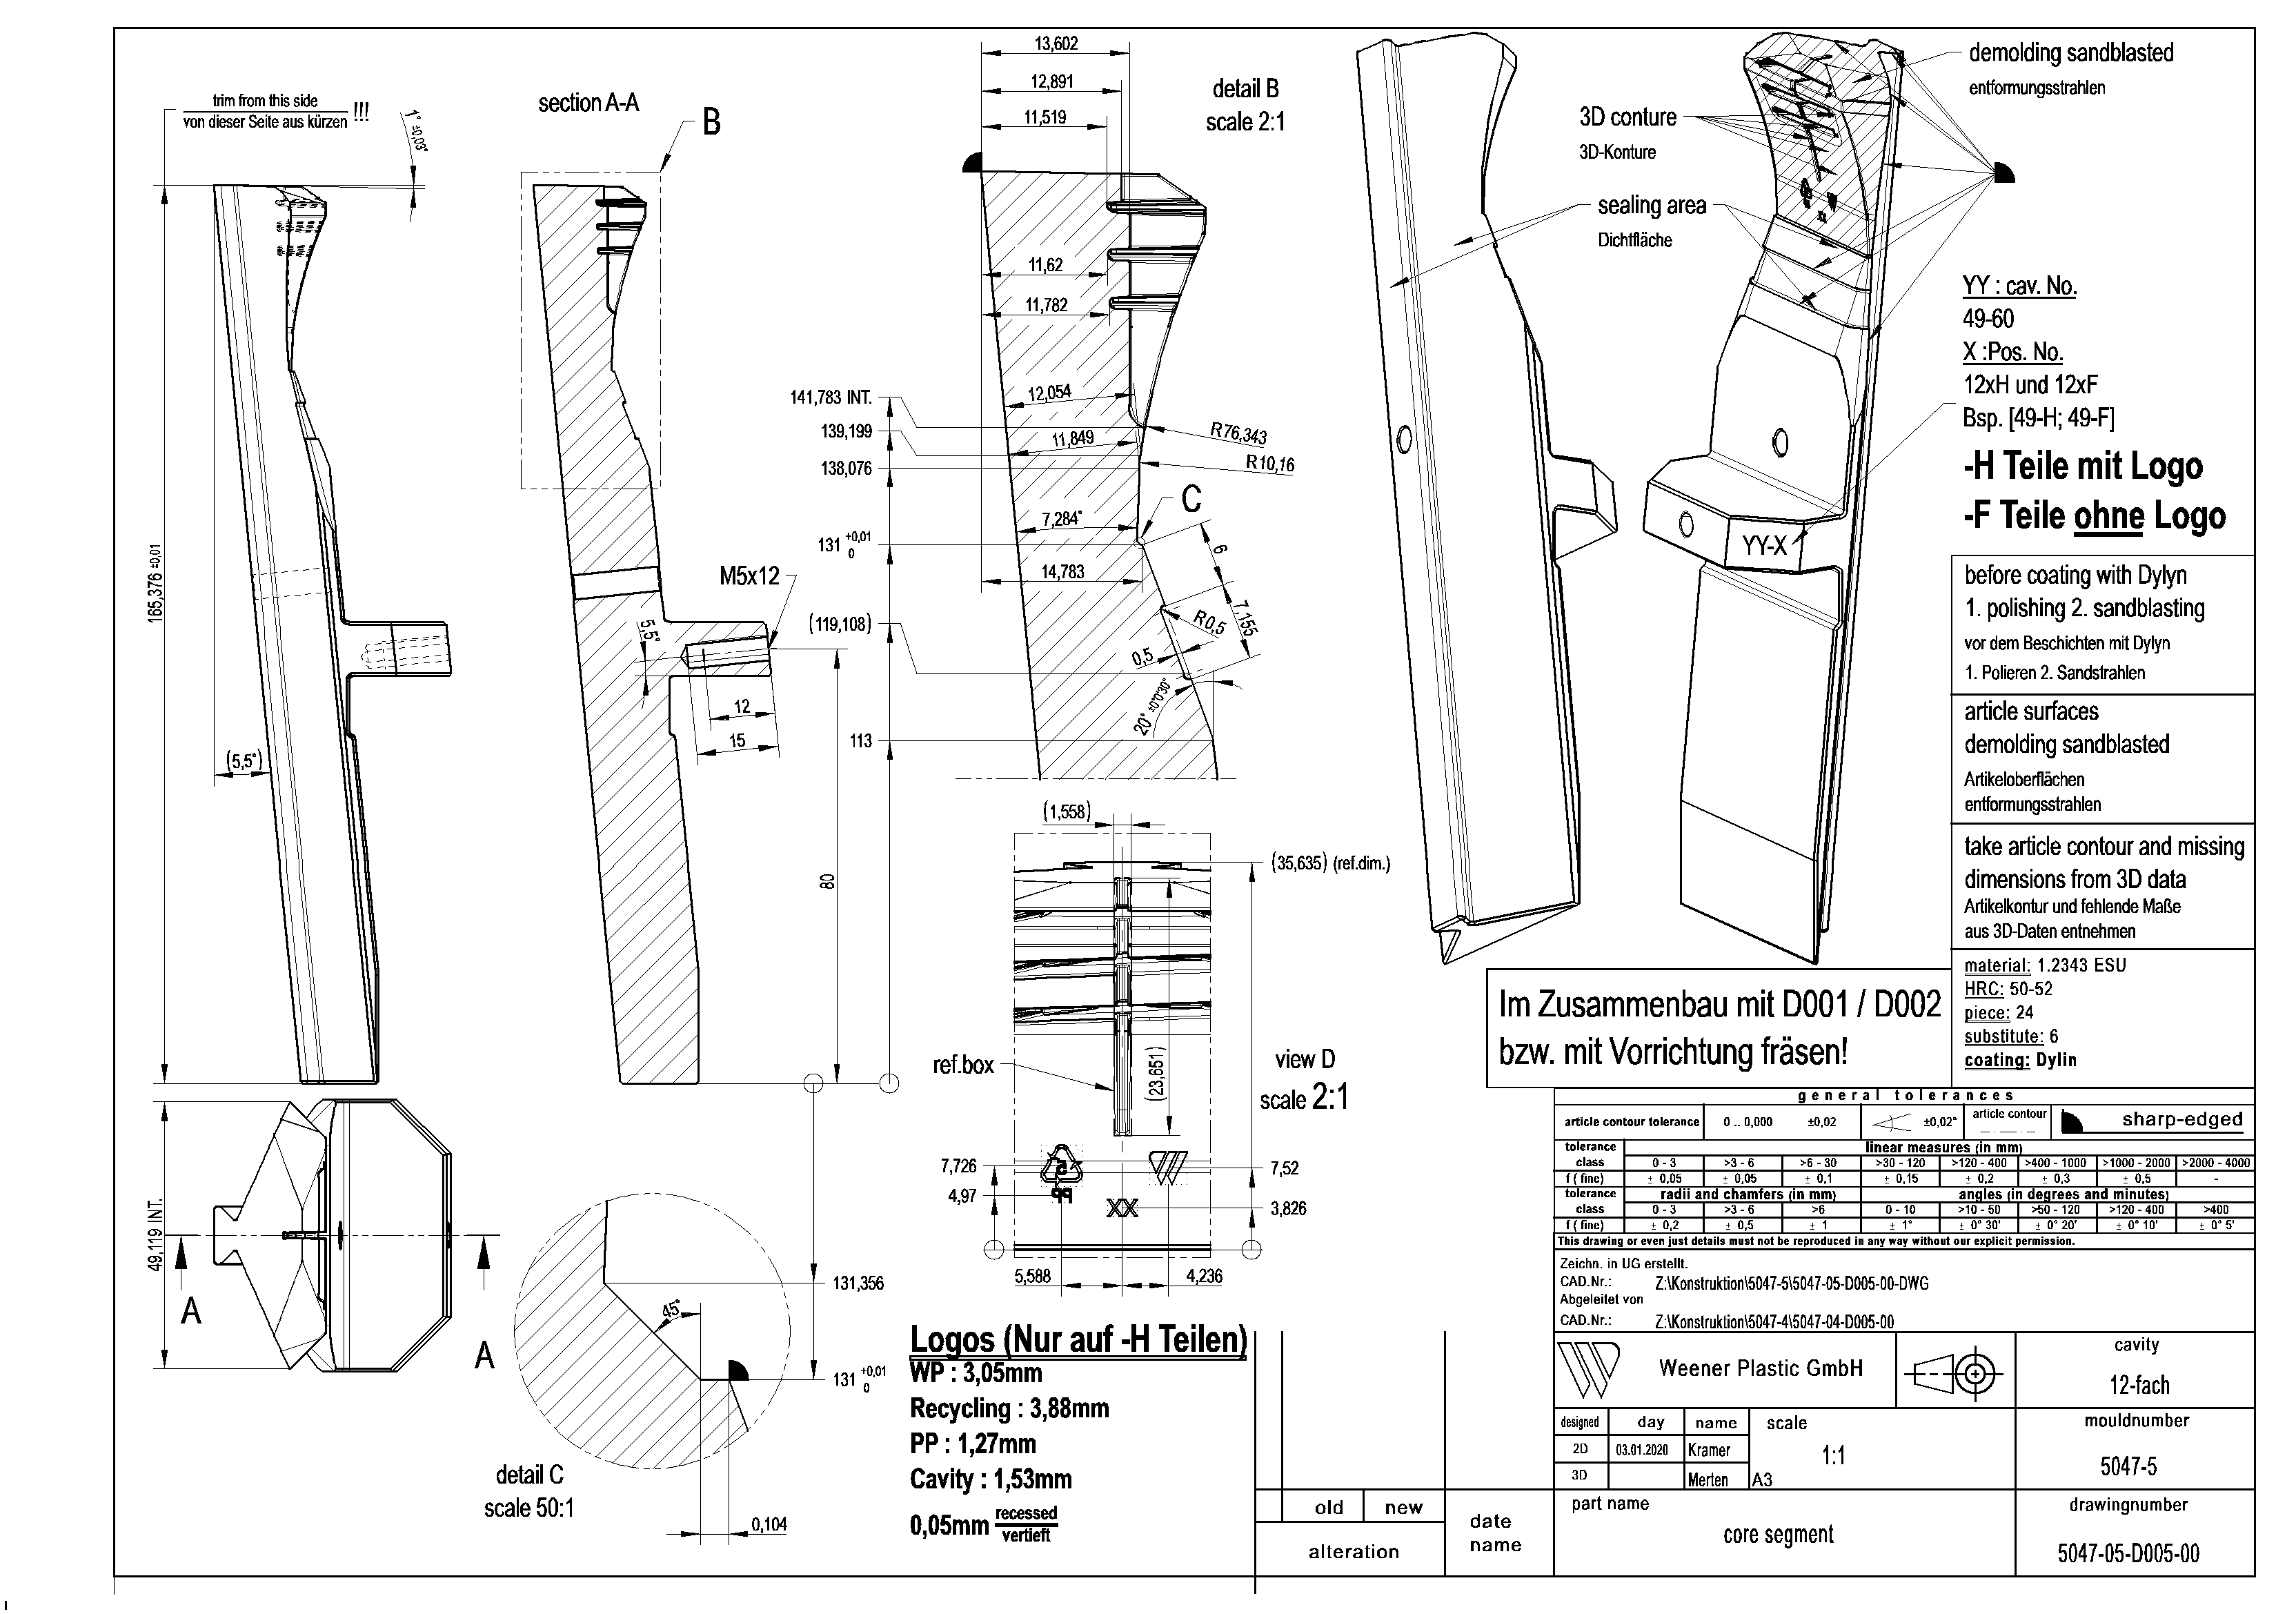 trim from this side
von dieser Seite aus kürzen !!!
1° ±0,03°
165,376 ±0,01
(5,5°)
49,119 INT.
A
A
section A-A
B
M5x12
5,5°
12
15
80
detail B
scale 2:1
13,602
12,891
11,519
11,62
11,782
12,054
11,849
7,284°
14,783
141,783 INT.
139,199
138,076
131 +0,01
0
(119,108)
113
R76,343
R10,16
C
6
7,155
R0,5
0,5
20° ±0°0'30"
(1,558)
(35,635) (ref.dim.)
ref.box
(23,651)
view D
scale 2:1
7,726
4,97
7,52
3,826
5
PP
XX
5,588
4,236
131,356
45°
131 +0,01
0
0,104
detail C
scale 50:1
Logos (Nur auf -H Teilen)
WP : 3,05mm
Recycling : 3,88mm
PP : 1,27mm
Cavity : 1,53mm
0,05mm recessed
vertieft
demolding sandblasted
entformungsstrahlen
3D conture
3D-Konture
sealing area
Dichtfläche
YY-X
YY : cav. No.
49-60
X :Pos. No.
12xH und 12xF
Bsp. [49-H; 49-F]
-H Teile mit Logo
-F Teile ohne Logo
before coating with Dylyn
1. polishing 2. sandblasting
vor dem Beschichten mit Dylyn
1. Polieren 2. Sandstrahlen
article surfaces
demolding sandblasted
Artikeloberflächen
entformungsstrahlen
take article contour and missing
dimensions from 3D data
Artikelkontur und fehlende Maße
aus 3D-Daten entnehmen
material: 1.2343 ESU
HRC: 50-52
piece: 24
substitute: 6
coating: Dylin
Im Zusammenbau mit D001 / D002
bzw. mit Vorrichtung fräsen!
general tolerances
article contour tolerance 0 .. 0,000 ±0,02 ±0,02° article contour sharp-edged
tolerance linear measures (in mm)
class 0 - 3 >3 - 6 >6 - 30 >30 - 120 >120 - 400 >400 - 1000 >1000 - 2000 >2000 - 4000
f ( fine) ± 0,05 ± 0,05 ± 0,1 ± 0,15 ± 0,2 ± 0,3 ± 0,5 -
tolerance radii and chamfers (in mm) angles (in degrees and minutes)
class 0 - 3 >3 - 6 >6 0 - 10 >10 - 50 >50 - 120 >120 - 400 >400
f ( fine) ± 0,2 ± 0,5 ± 1 ± 1° ± 0° 30' ± 0° 20' ± 0° 10' ± 0° 5'
This drawing or even just details must not be reproduced in any way without our explicit permission.
Zeichn. in UG erstellt.
CAD.Nr.: Z:\Konstruktion\5047-5\5047-05-D005-00-DWG
Abgeleitet von
CAD.Nr.: Z:\Konstruktion\5047-4\5047-04-D005-00
Weener Plastic GmbH
cavity
12-fach
designed day name scale
2D 03.01.2020 Kramer
3D Merten
1:1
A3
mouldnumber
5047-5
part name
core segment
drawingnumber
5047-05-D005-00
old new
alteration
date
name